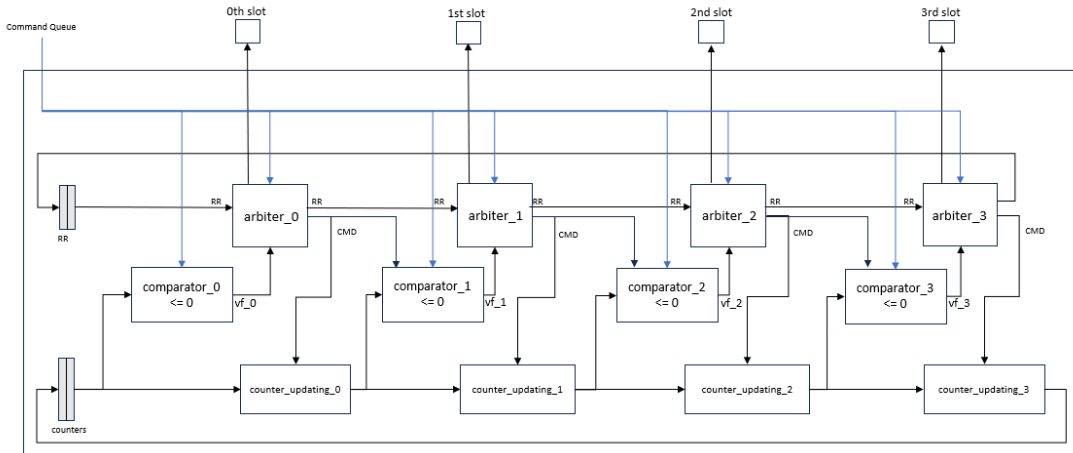 0th slot
1st slot
2nd slot
3rd slot
Command Queue
RR
RR
RR
RR
RR
RR
RR
RR
arbiter_0
arbiter_1
arbiter_2
arbiter_3
CMD
CMD
CMD
CMD
comparator_0
<= 0
vf_0
comparator_1
<= 0
vf_1
comparator_2
<= 0
vf_2
comparator_3
<= 0
vf_3
counter_updating_0
counter_updating_1
counter_updating_2
counter_updating_3
counters